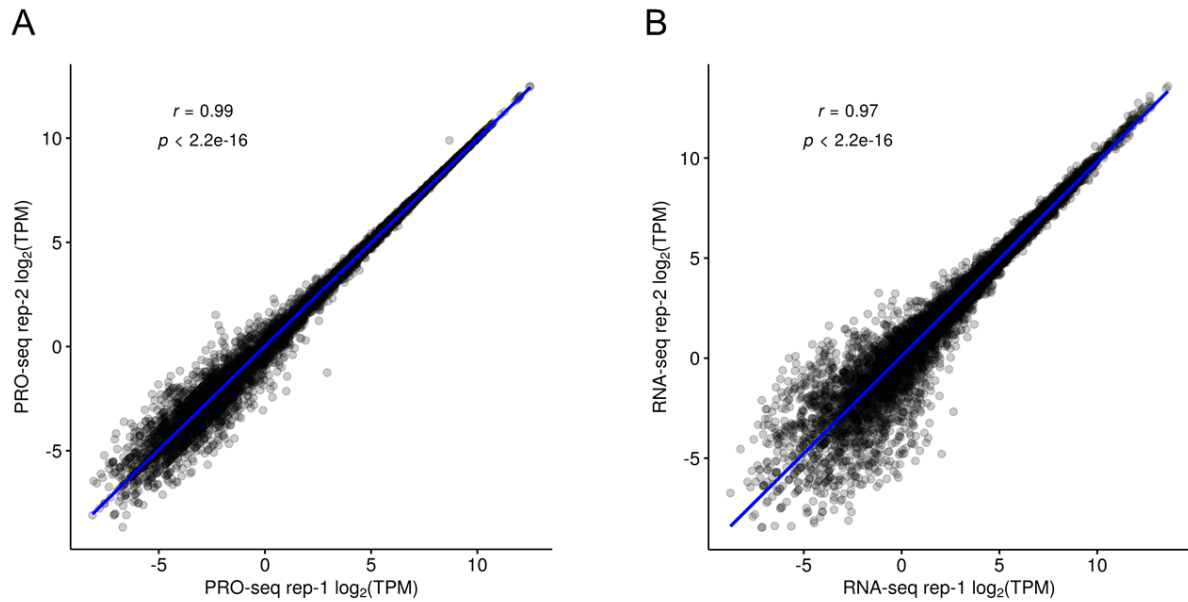 A
r = 0.99
p < 2.2e-16
10
5
0
-5
PRO-seq rep-2 log₂(TPM)
-5 0 5 10
PRO-seq rep-1 log₂(TPM)
B
r = 0.97
p < 2.2e-16
10
5
0
-5
RNA-seq rep-2 log₂(TPM)
-5 0 5 10
RNA-seq rep-1 log₂(TPM)